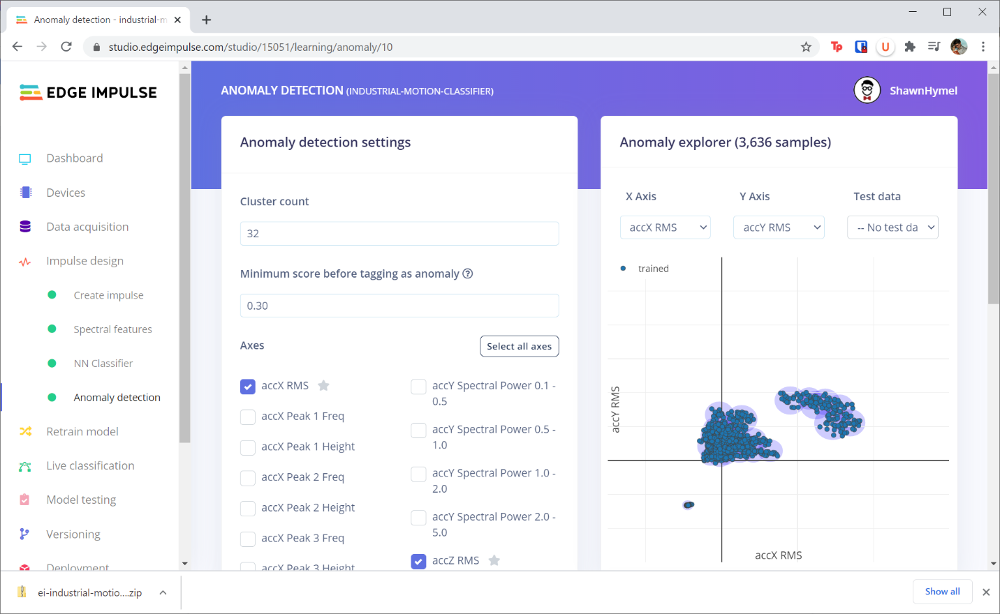 Anomaly detection - industrial-m
studio.edgeimpulse.com/studio/15051/learning/anomaly/10
Tp
U
EDGE IMPULSE
ANOMALY DETECTION (INDUSTRIAL-MOTION-CLASSIFIER)
ShawnHymel
Dashboard
Devices
Data acquisition
Impulse design
Create impulse
Spectral features
NN Classifier
Anomaly detection
Retrain model
Live classification
Model testing
Versioning
Deployment
Anomaly detection settings
Cluster count
32
Minimum score before tagging as anomaly ?
0.30
Axes
Select all axes
accX RMS
accX Peak 1 Freq
accX Peak 1 Height
accX Peak 2 Freq
accX Peak 2 Height
accX Peak 3 Freq
accX Peak 3 Height
accY Spectral Power 0.1 -
0.5
accY Spectral Power 0.5 -
1.0
accY Spectral Power 1.0 -
2.0
accY Spectral Power 2.0 -
5.0
accZ RMS
Anomaly explorer (3,636 samples)
X Axis
Y Axis
Test data
accX RMS
accY RMS
-- No test da
trained
accY RMS
accX RMS
ei-industrial-motio....zip
Show all